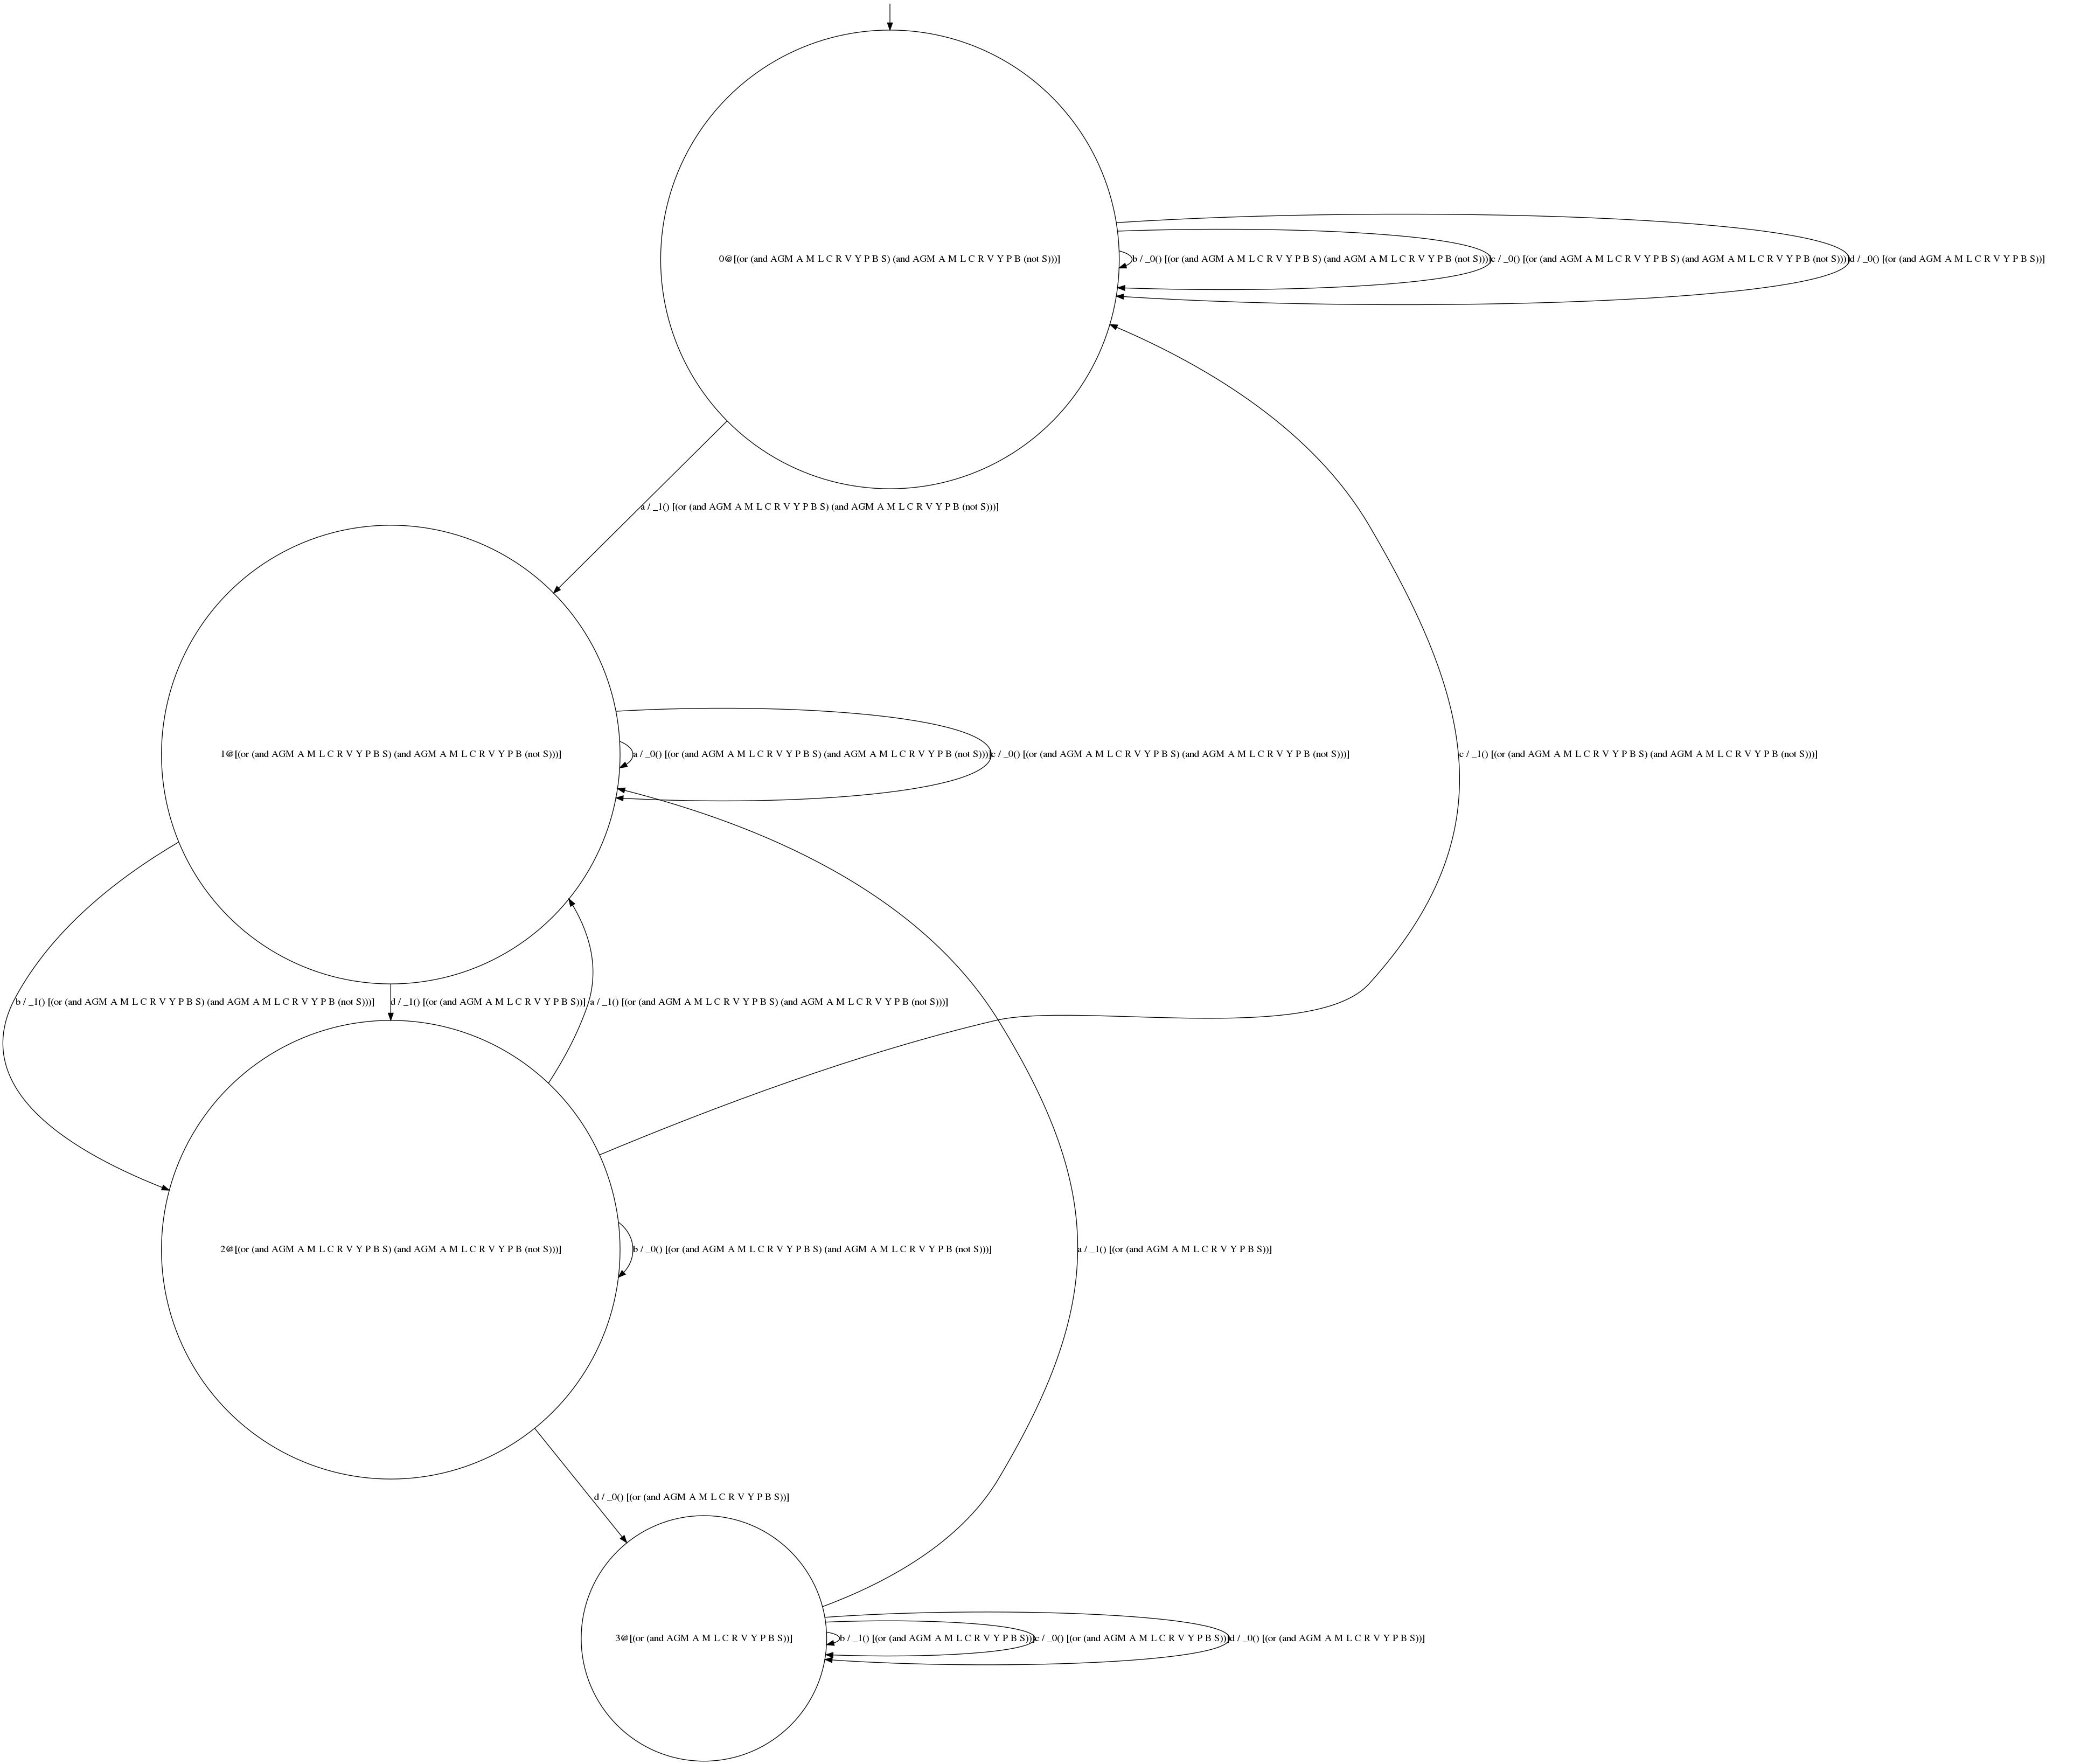 0@[(or (and AGM A M L C R V Y P B S) (and AGM A M L C R V Y P B (not S)))]
b / _0() [(or (and AGM A M L C R V Y P B S) (and AGM A M L C R V Y P B (not S)))]
c / _0() [(or (and AGM A M L C R V Y P B S) (and AGM A M L C R V Y P B (not S)))]
d / _0() [(or (and AGM A M L C R V Y P B S))]
a / _1() [(or (and AGM A M L C R V Y P B S) (and AGM A M L C R V Y P B (not S)))]
1@[(or (and AGM A M L C R V Y P B S) (and AGM A M L C R V Y P B (not S)))]
a / _0() [(or (and AGM A M L C R V Y P B S) (and AGM A M L C R V Y P B (not S)))]
c / _0() [(or (and AGM A M L C R V Y P B S) (and AGM A M L C R V Y P B (not S)))]
c / _1() [(or (and AGM A M L C R V Y P B S) (and AGM A M L C R V Y P B (not S)))]
b / _1() [(or (and AGM A M L C R V Y P B S) (and AGM A M L C R V Y P B (not S)))]
d / _1() [(or (and AGM A M L C R V Y P B S))]
a / _1() [(or (and AGM A M L C R V Y P B S) (and AGM A M L C R V Y P B (not S)))]
2@[(or (and AGM A M L C R V Y P B S) (and AGM A M L C R V Y P B (not S)))]
b / _0() [(or (and AGM A M L C R V Y P B S) (and AGM A M L C R V Y P B (not S)))]
a / _1() [(or (and AGM A M L C R V Y P B S))]
d / _0() [(or (and AGM A M L C R V Y P B S))]
3@[(or (and AGM A M L C R V Y P B S))]
b / _1() [(or (and AGM A M L C R V Y P B S))]
c / _0() [(or (and AGM A M L C R V Y P B S))]
d / _0() [(or (and AGM A M L C R V Y P B S))]